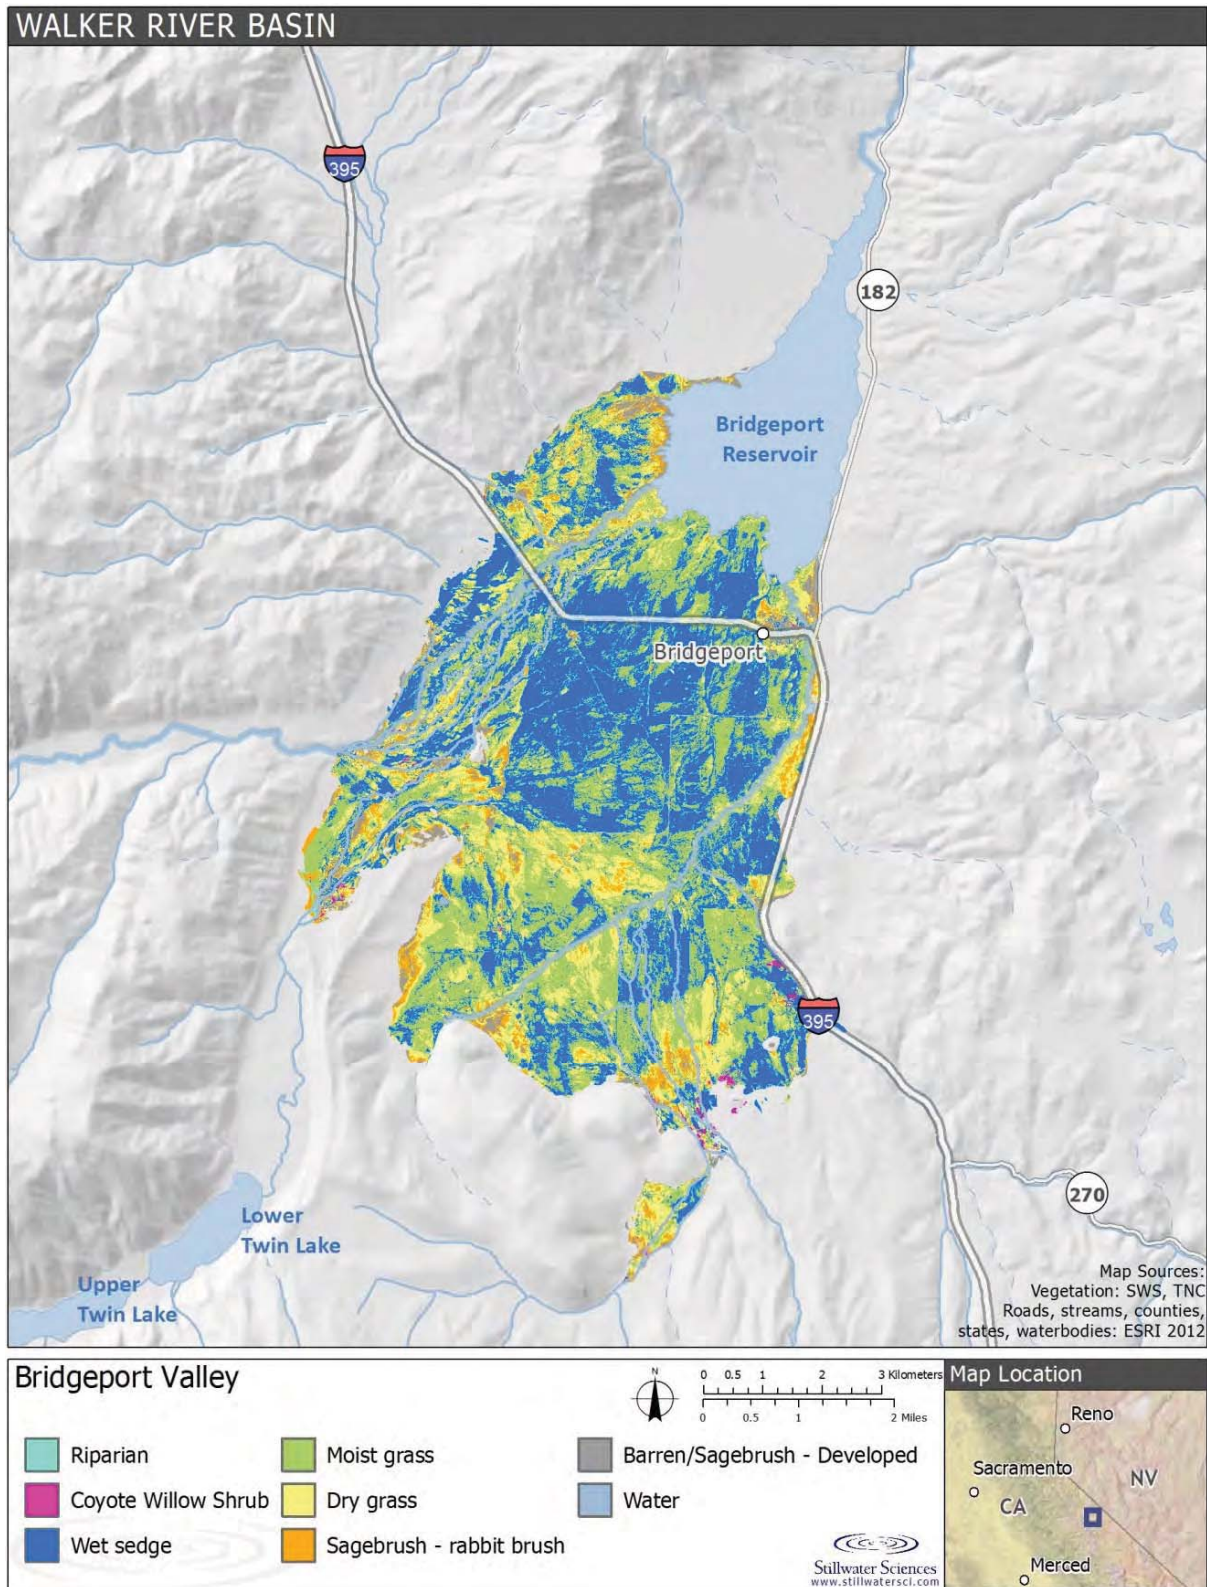 WALKER RIVER BASIN
395
182
Bridgeport
Reservoir
Bridgeport
395
270
Lower
Twin Lake
Upper
Twin Lake
Map Sources:
Vegetation: SWS, TNC
Roads, streams, counties,
states, waterbodies: ESRI 2012
Bridgeport Valley
N
0 0.5 1 2 3 Kilometers
0 0.5 1 2 Miles
Riparian
Coyote Willow Shrub
Wet sedge
Moist grass
Dry grass
Sagebrush - rabbit brush
Barren/Sagebrush - Developed
Water
Stillwater Sciences
www.stillwatersci.com
Map Location
Reno
Sacramento
NV
CA
Merced